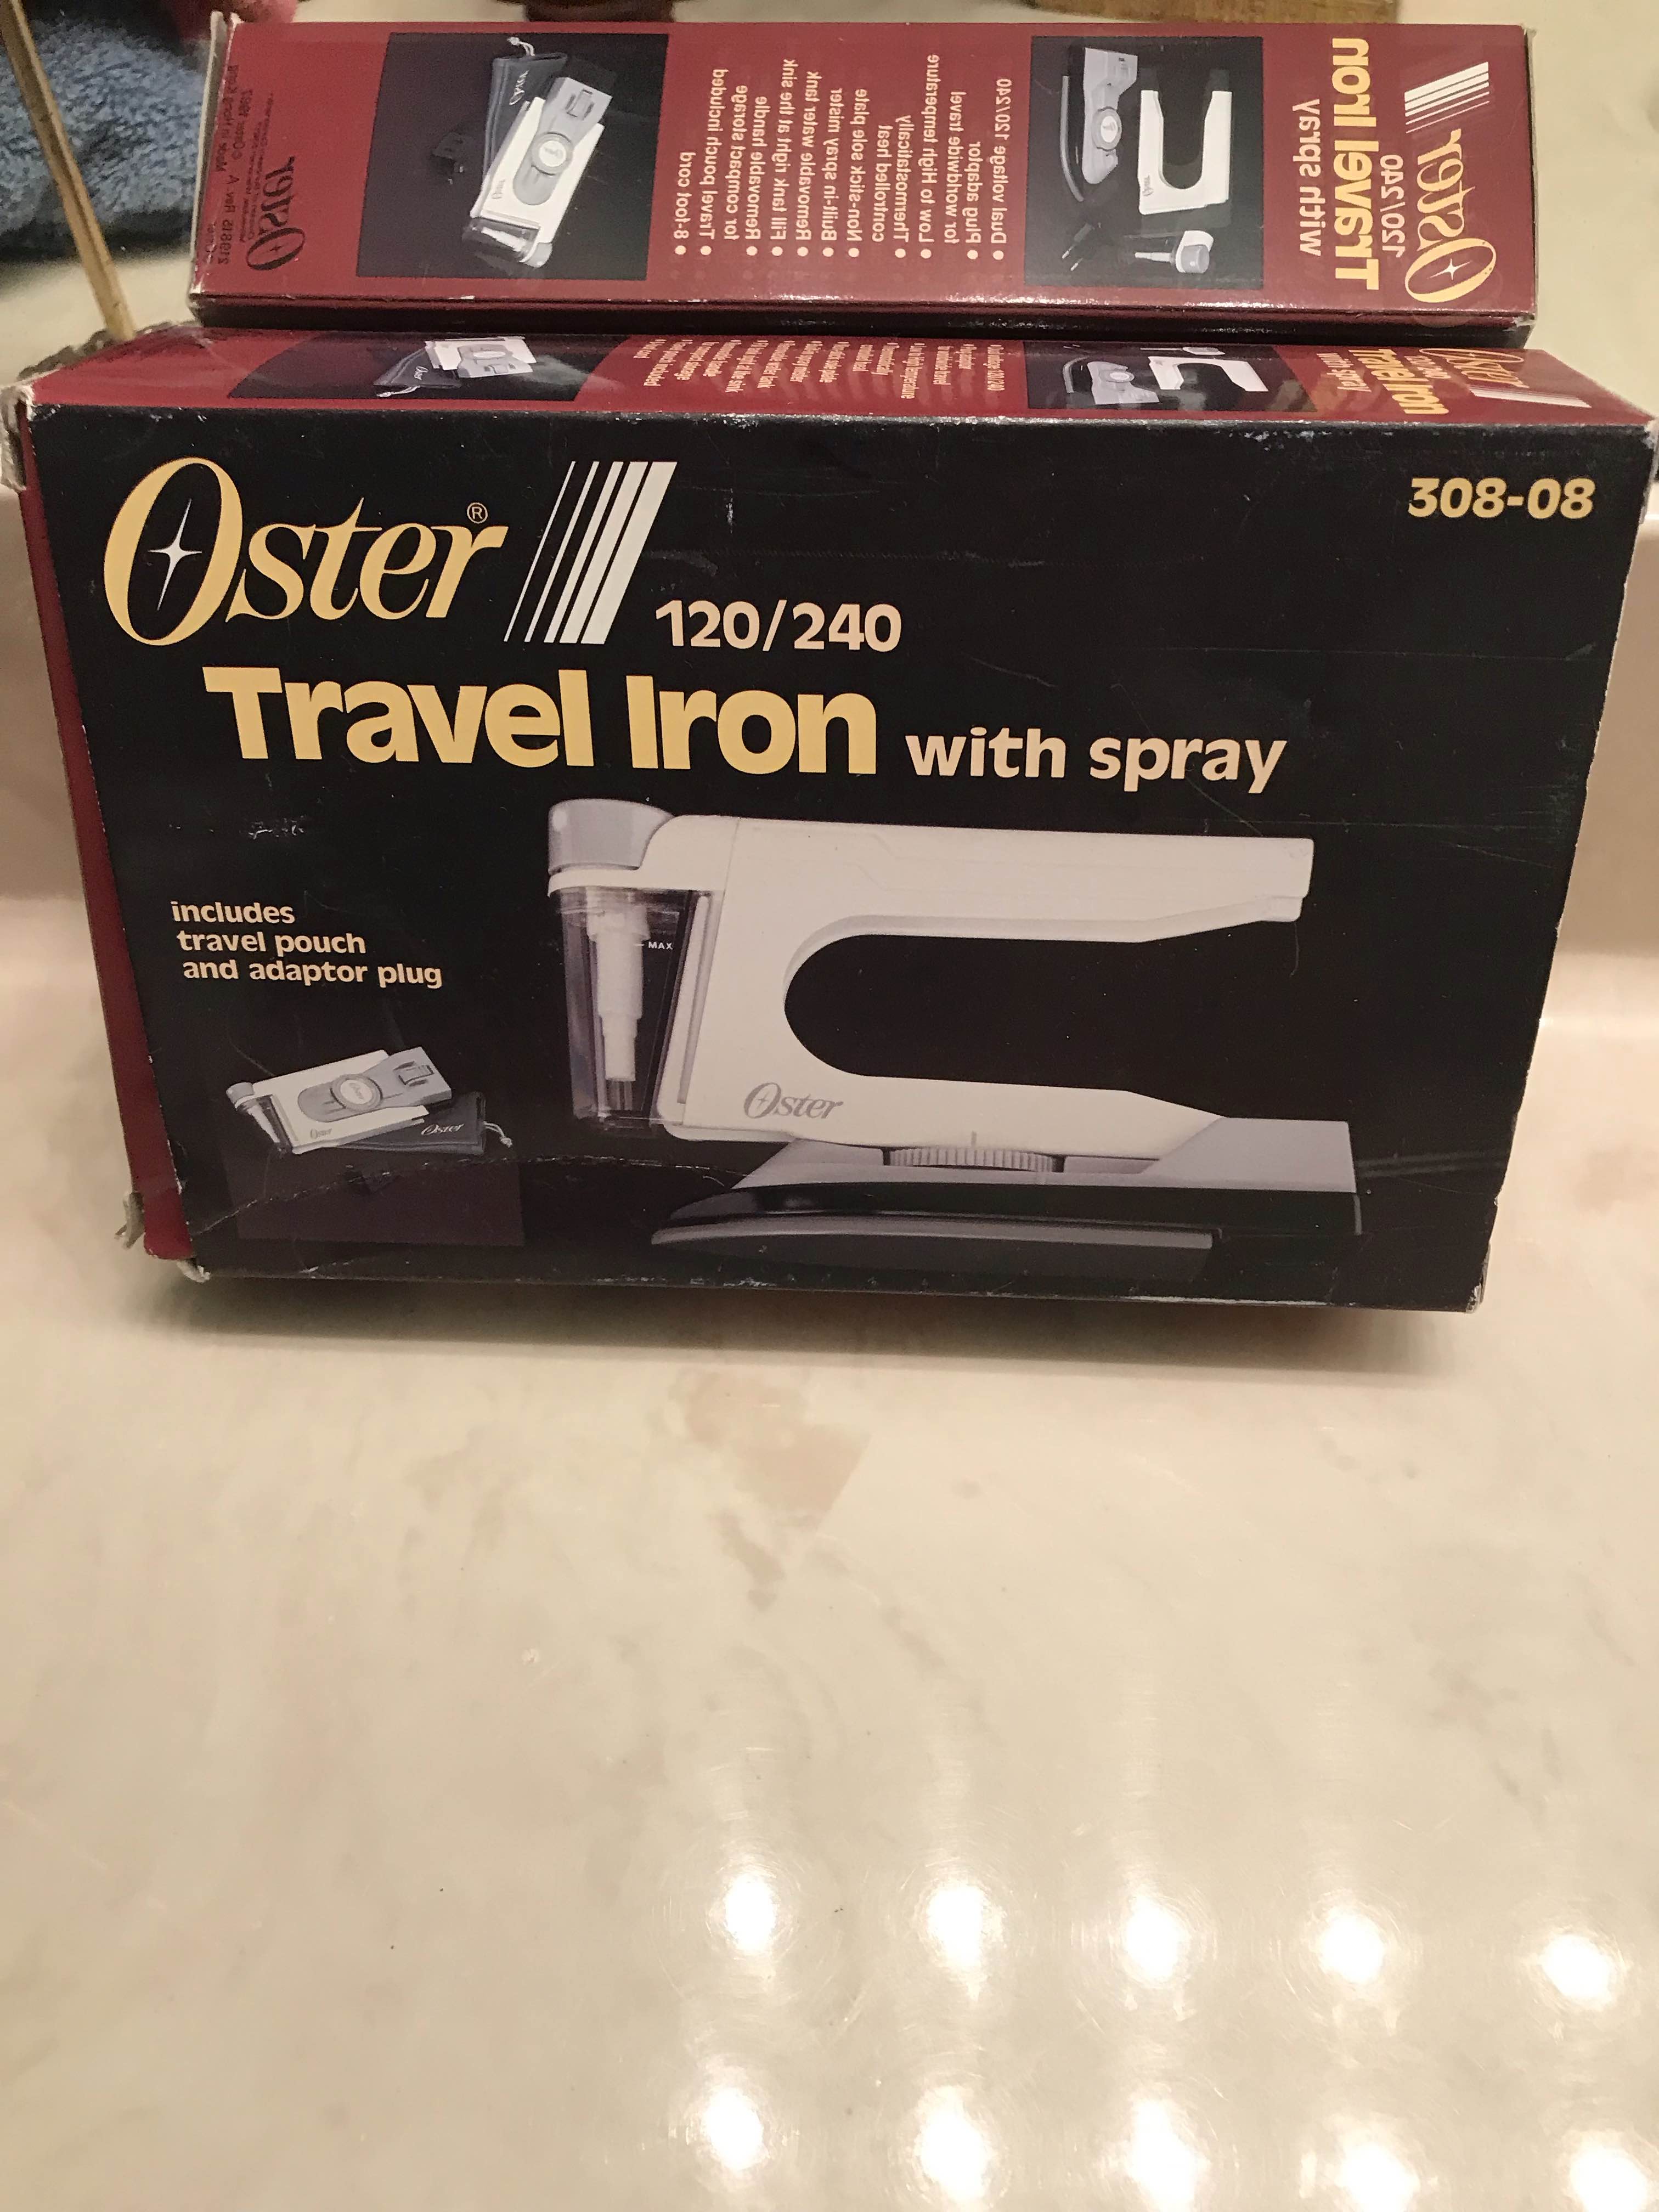 Oster
120/240
Travel Iron
with spray
• Dual voltage 120/240
• Plug adaptor
for worldwide travel
• Low to High temperature
• Thermostatically
controlled heat
• Non-stick sole plate
• Built-in spray mister
• Removable water tank
• Fill tank right at the sink
• Removable handle
for compact storage
• Travel pouch included
• 8-foot cord
Oster
Oster® 120/240 308-08
Travel Iron with spray
includes
travel pouch
and adaptor plug
MAX
Oster
Oster
Oster